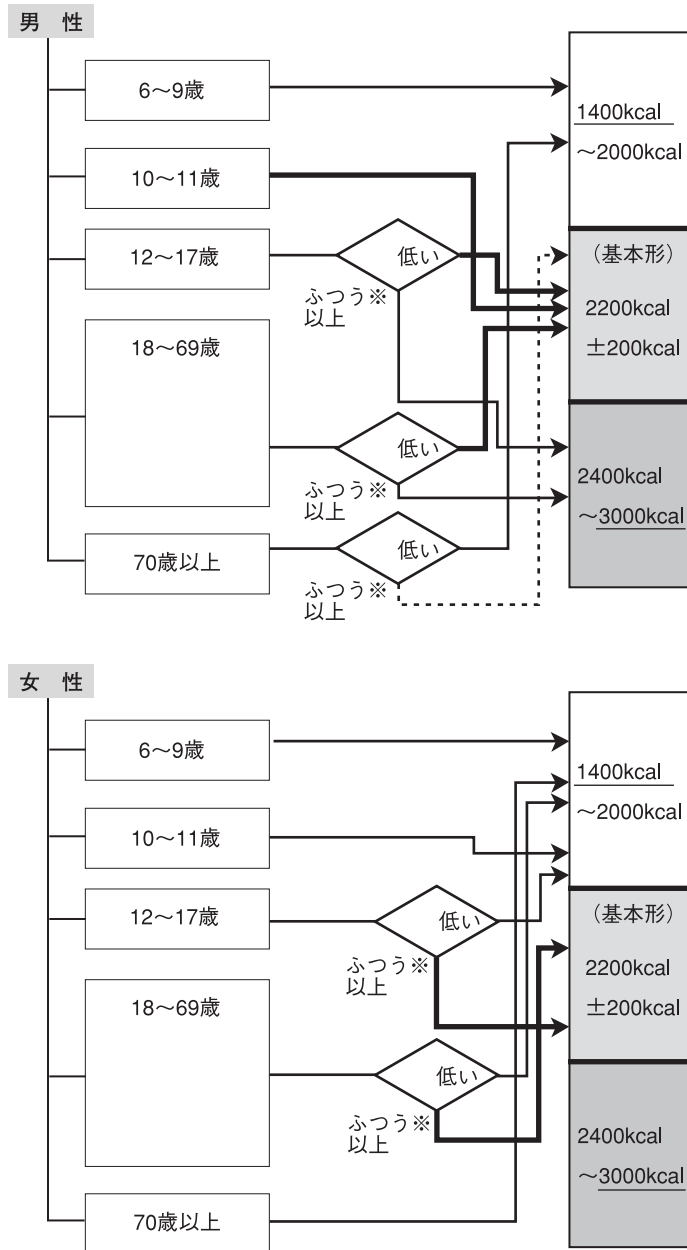 男 性
6〜9歳
10〜11歳
12〜17歳
低い
ふつう※
以上
18〜69歳
低い
ふつう※
以上
70歳以上
低い
ふつう※
以上
1400kcal
〜2000kcal
（基本形）
2200kcal
±200kcal
2400kcal
〜3000kcal
女 性
6〜9歳
10〜11歳
12〜17歳
低い
ふつう※
以上
18〜69歳
低い
ふつう※
以上
70歳以上
1400kcal
〜2000kcal
（基本形）
2200kcal
±200kcal
2400kcal
〜3000kcal